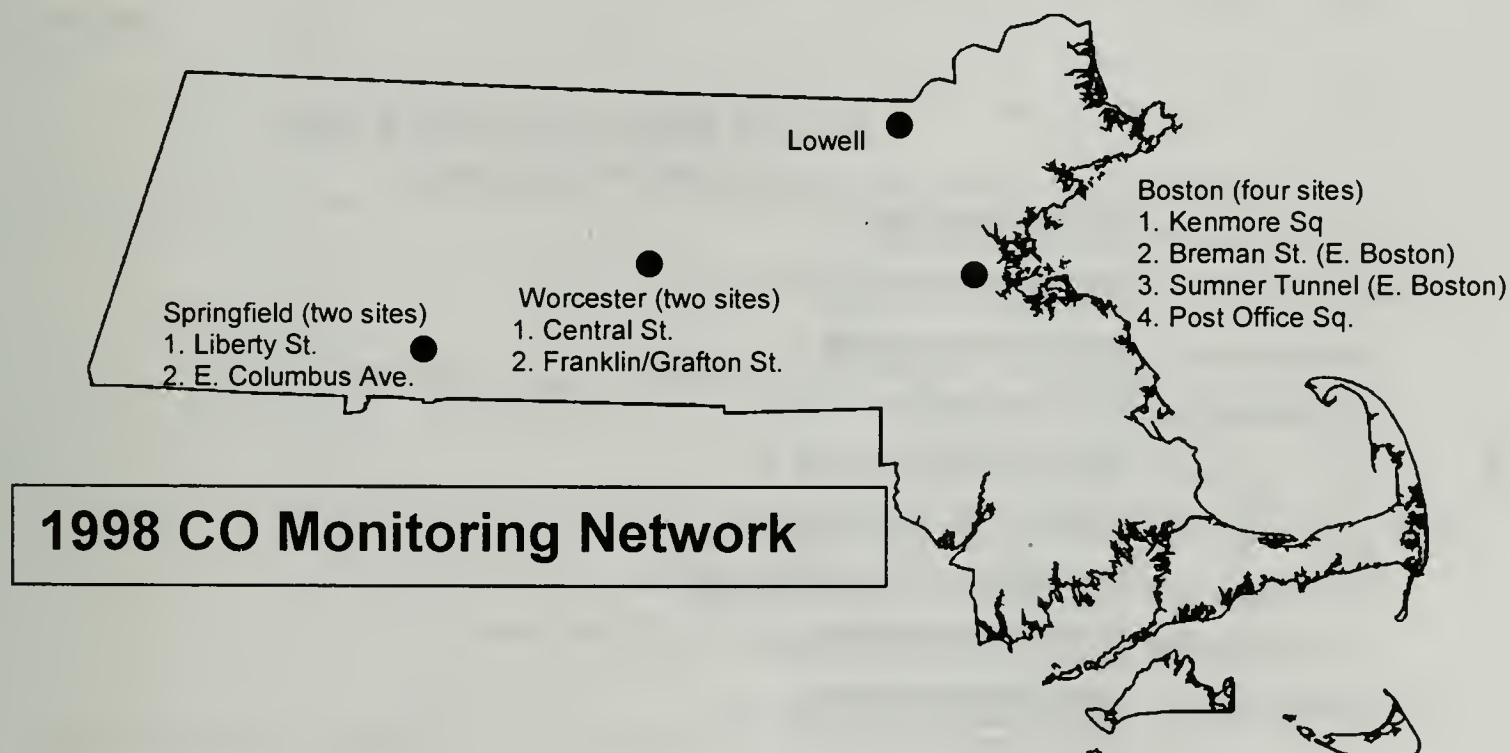 Lowell
Boston (four sites)
1. Kenmore Sq
2. Breman St. (E. Boston)
3. Sumner Tunnel (E. Boston)
4. Post Office Sq.
Springfield (two sites)
1. Liberty St.
2. E. Columbus Ave.
Worcester (two sites)
1. Central St.
2. Franklin/Grafton St.
1998 CO Monitoring Network